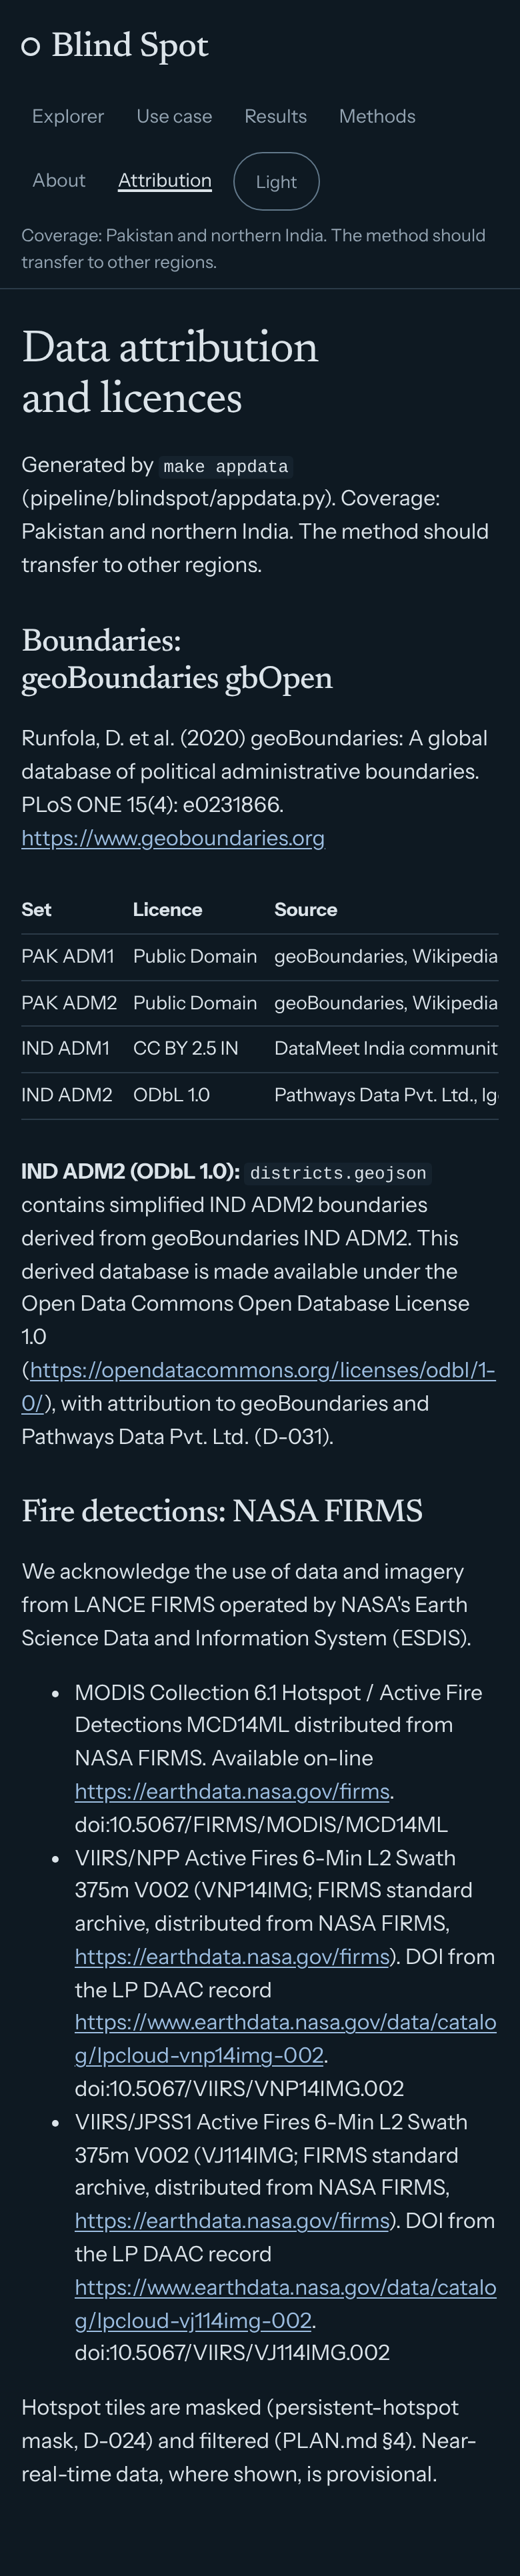 Blind Spot
Explorer Use case Results Methods
About Attribution Light
Coverage: Pakistan and northern India. The method should
transfer to other regions.
Data attribution
and licences
Generated by make appdata
(pipeline/blindspot/appdata.py). Coverage:
Pakistan and northern India. The method should
transfer to other regions.
Boundaries:
geoBoundaries gbOpen
Runfola, D. et al. (2020) geoBoundaries: A global
database of political administrative boundaries.
PLoS ONE 15(4): e0231866.
https://www.geoboundaries.org
Set Licence Source
PAK ADM1 Public Domain geoBoundaries, Wikipedia
PAK ADM2 Public Domain geoBoundaries, Wikipedia
IND ADM1 CC BY 2.5 IN DataMeet India communit
IND ADM2 ODbL 1.0 Pathways Data Pvt. Ltd.,
IND ADM2 (ODbL 1.0): districts.geojson
contains simplified IND ADM2 boundaries
derived from geoBoundaries IND ADM2. This
derived database is made available under the
Open Data Commons Open Database License
1.0
(https://opendatacommons.org/licenses/odbl/1-
0/), with attribution to geoBoundaries and
Pathways Data Pvt. Ltd. (D-031).
Fire detections: NASA FIRMS
We acknowledge the use of data and imagery
from LANCE FIRMS operated by NASA's Earth
Science Data and Information System (ESDIS).
• MODIS Collection 6.1 Hotspot / Active Fire
Detections MCD14ML distributed from
NASA FIRMS. Available on-line
https://earthdata.nasa.gov/firms.
doi:10.5067/FIRMS/MODIS/MCD14ML
• VIIRS/NPP Active Fires 6-Min L2 Swath
375m V002 (VNP14IMG; FIRMS standard
archive, distributed from NASA FIRMS,
https://earthdata.nasa.gov/firms). DOI from
the LP DAAC record
https://www.earthdata.nasa.gov/data/catalo
g/lpcloud-vnp14img-002.
doi:10.5067/VIIRS/VNP14IMG.002
• VIIRS/JPSS1 Active Fires 6-Min L2 Swath
375m V002 (VJ114IMG; FIRMS standard
archive, distributed from NASA FIRMS,
https://earthdata.nasa.gov/firms). DOI from
the LP DAAC record
https://www.earthdata.nasa.gov/data/catalo
g/lpcloud-vj114img-002.
doi:10.5067/VIIRS/VJ114IMG.002
Hotspot tiles are masked (persistent-hotspot
mask, D-024) and filtered (PLAN.md §4). Near-
real-time data, where shown, is provisional.